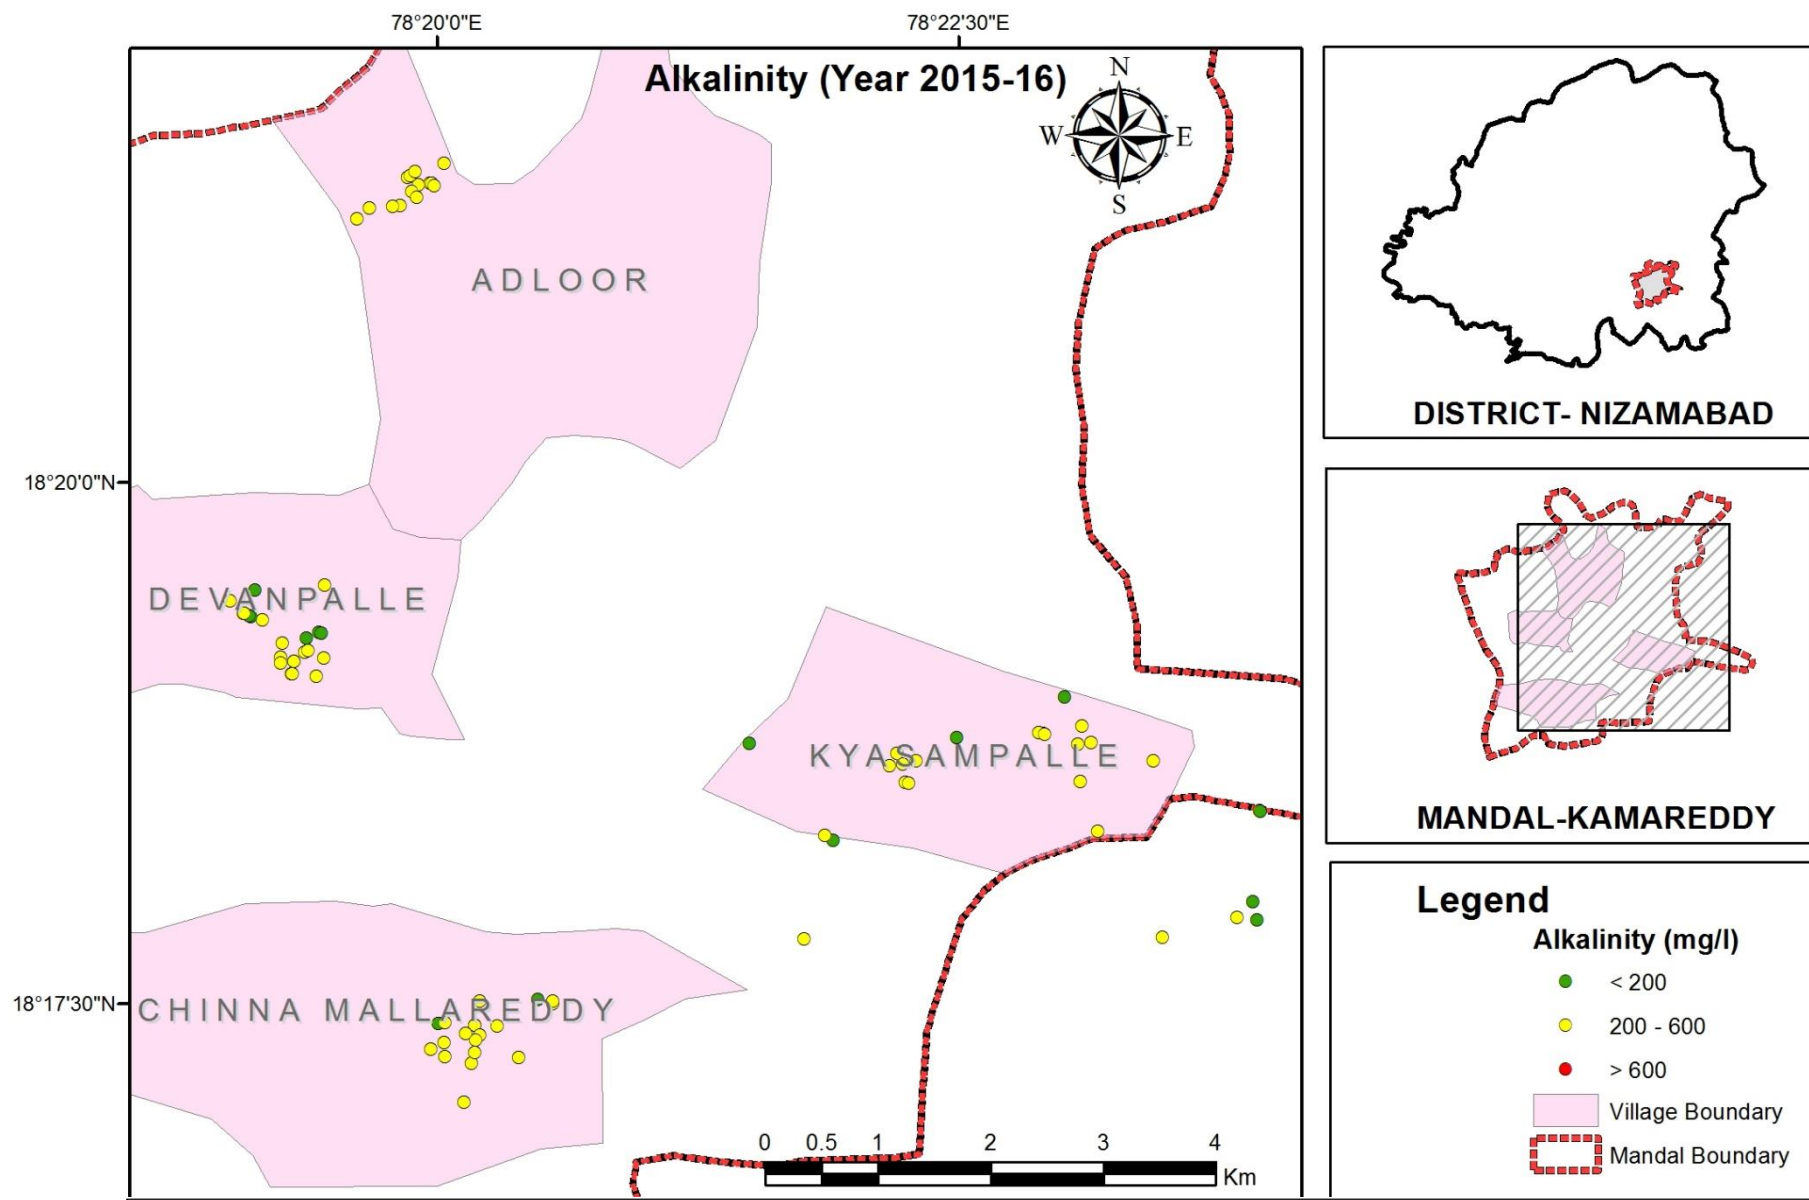 78°20'0"E
78°22'30"E
Alkalinity (Year 2015-16)
N
W
E
S
ADLOOR
18°20'0"N
DEVANPALLE
KYASAMPALLE
18°17'30"N
CHINNA MALLAREDDY
0 0.5 1 2 3 4
Km
DISTRICT- NIZAMABAD
MANDAL-KAMAREDDY
Legend
Alkalinity (mg/l)
< 200
200 - 600
> 600
Village Boundary
Mandal Boundary